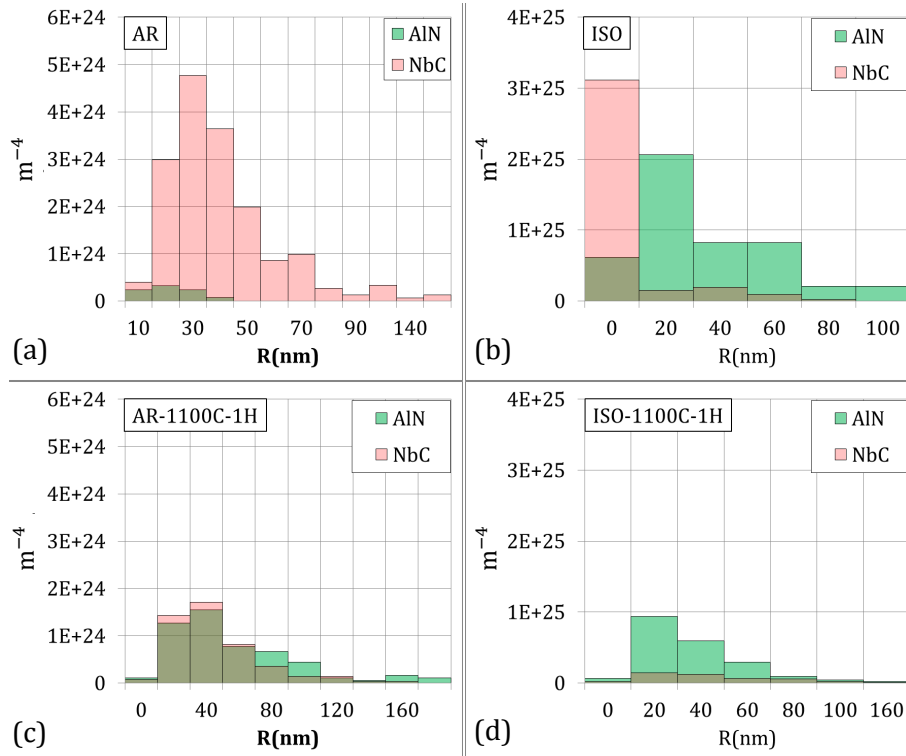 AR
AlN
NbC
6E+24
5E+24
4E+24
3E+24
2E+24
1E+24
0
m⁻⁴
10 30 50 70 90 140
R(nm)
(a)
ISO
AlN
NbC
4E+25
3E+25
2E+25
1E+25
0
m⁻⁴
0 20 40 60 80 100
R(nm)
(b)
AR-1100C-1H
AlN
NbC
6E+24
5E+24
4E+24
3E+24
2E+24
1E+24
0
m⁻⁴
0 40 80 120 160
R(nm)
(c)
ISO-1100C-1H
AlN
NbC
4E+25
3E+25
2E+25
1E+25
0
m⁻⁴
0 20 40 60 80 100 160
R(nm)
(d)